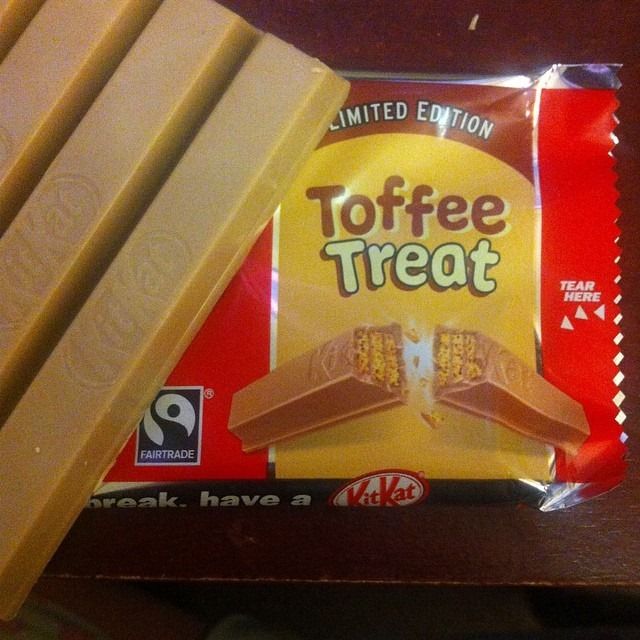 LIMITED EDITION
Toffee
Treat
TEAR
HERE
FAIRTRADE
®
break, have a KitKat